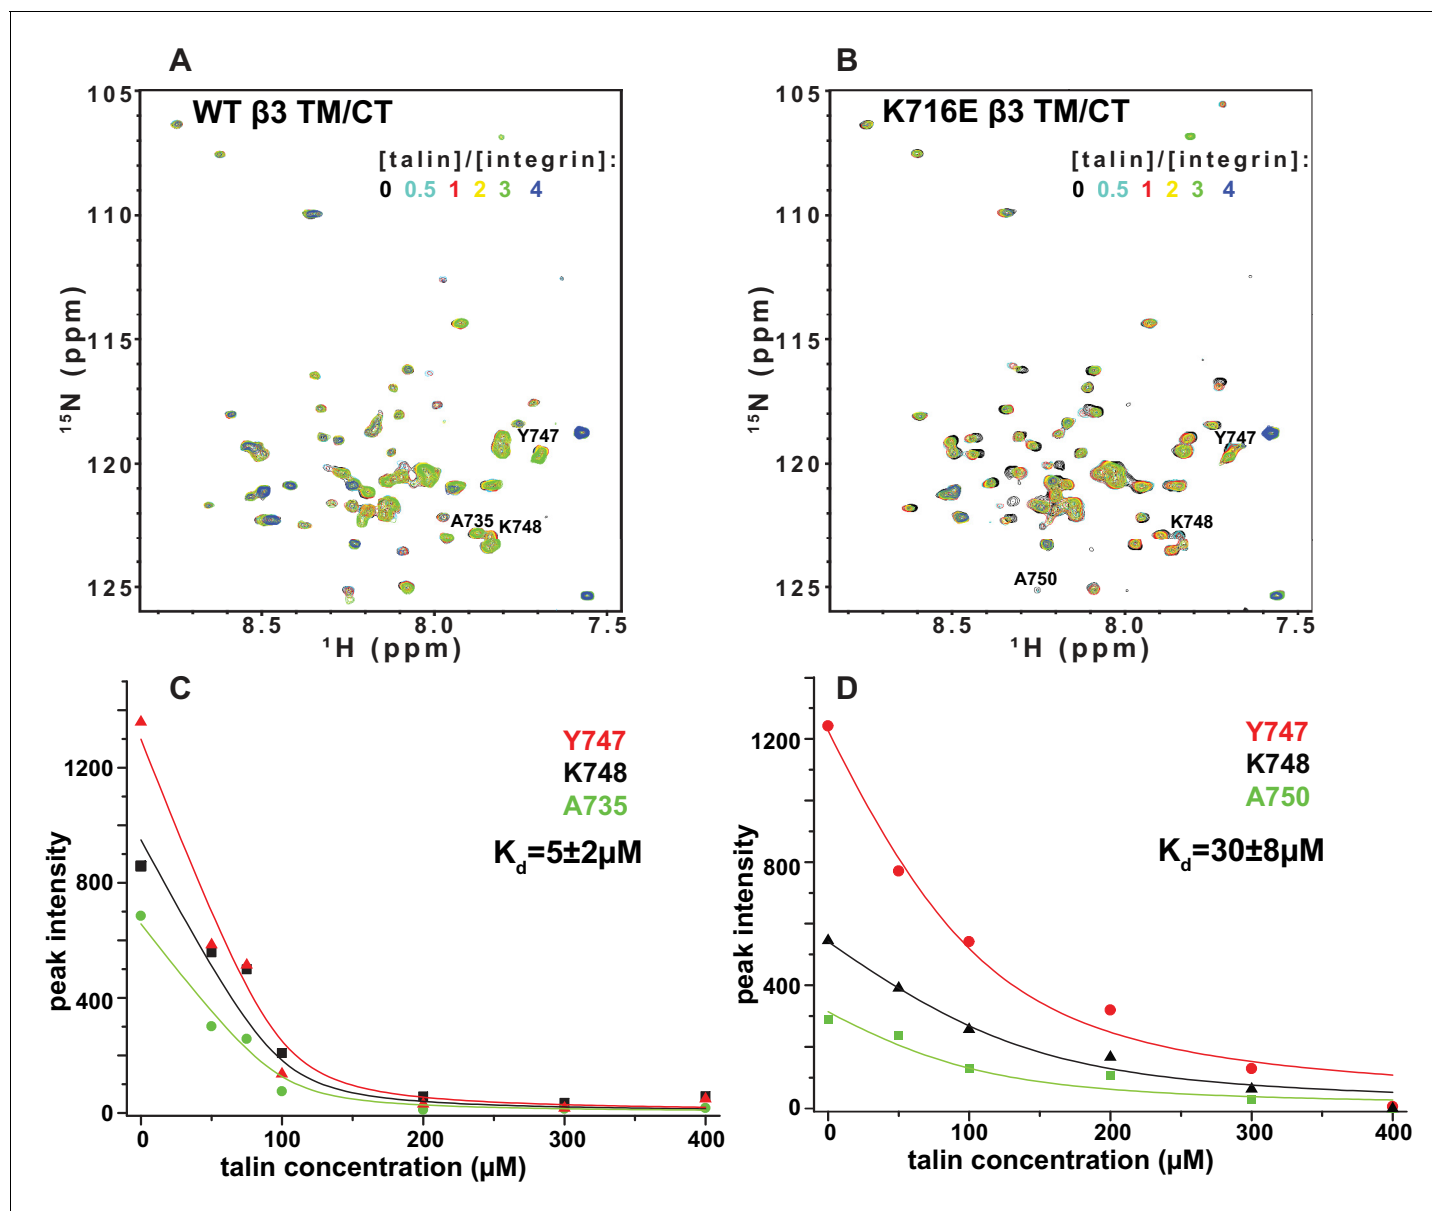 A
WT β3 TM/CT
[talin]/[integrin]:
0 0.5 1 2 3 4
105
110
115
120
125
¹⁵N (ppm)
Y747
A735 K748
8.5 8.0 7.5
¹H (ppm)
B
K716E β3 TM/CT
[talin]/[integrin]:
0 0.5 1 2 3 4
105
110
115
120
125
¹⁵N (ppm)
Y747
K748
A750
8.5 8.0 7.5
¹H (ppm)
C
Y747
K748
A735
K_d=5±2µM
1200
800
400
0
peak intensity
0 100 200 300 400
talin concentration (µM)
D
Y747
K748
A750
K_d=30±8µM
1200
800
400
0
peak intensity
0 100 200 300 400
talin concentration (µM)